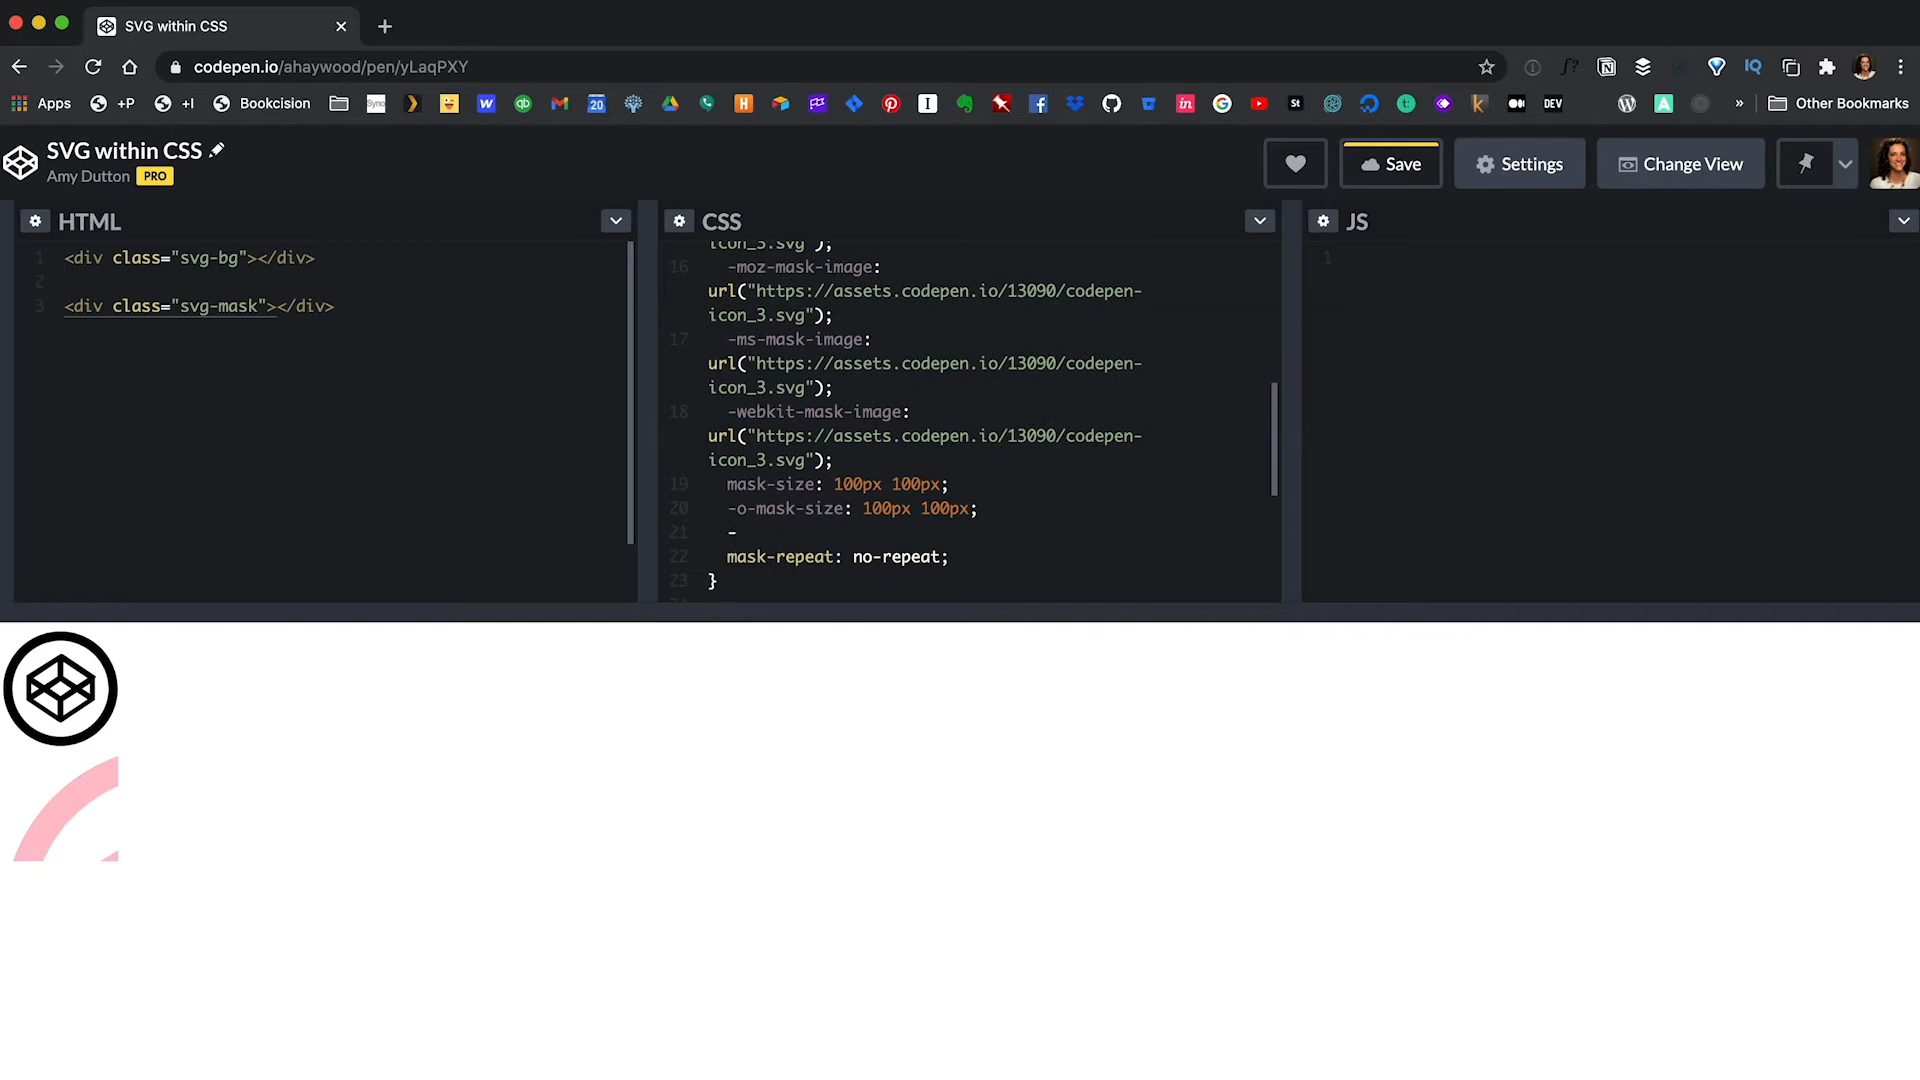 SVG within CSS
codepen.io/ahaywood/pen/yLaqPXY
Apps +P +I Bookcision Sync 20 DEV Other Bookmarks
SVG within CSS
Amy Dutton PRO
Save Settings Change View
HTML
1 <div class="svg-bg"></div>
2
3 <div class="svg-mask"></div>
CSS
icon_3.svg");
16 -moz-mask-image:
url("https://assets.codepen.io/13090/codepen-
icon_3.svg");
17 -ms-mask-image:
url("https://assets.codepen.io/13090/codepen-
icon_3.svg");
18 -webkit-mask-image:
url("https://assets.codepen.io/13090/codepen-
icon_3.svg");
19 mask-size: 100px 100px;
20 -o-mask-size: 100px 100px;
21 -
22 mask-repeat: no-repeat;
23 }
JS
1